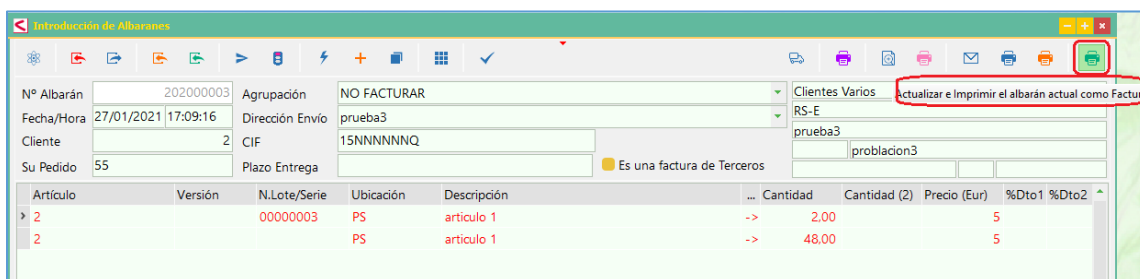 Introducción de Albaranes
Nº Albarán 202000003 Agrupación NO FACTURAR Clientes Varios Actualizar e Imprimir el albarán actual como Factur
Fecha/Hora 27/01/2021 17:09:16 Dirección Envío prueba3 RS-E
Cliente 2 CIF 15NNNNNNQ prueba3
problacion3
Su Pedido 55 Plazo Entrega Es una factura de Terceros
Artículo Versión N.Lote/Serie Ubicación Descripción ... Cantidad Cantidad (2) Precio (Eur) %Dto1 %Dto2
2 00000003 PS articulo 1 -> 2,00 5
2 PS articulo 1 -> 48,00 5